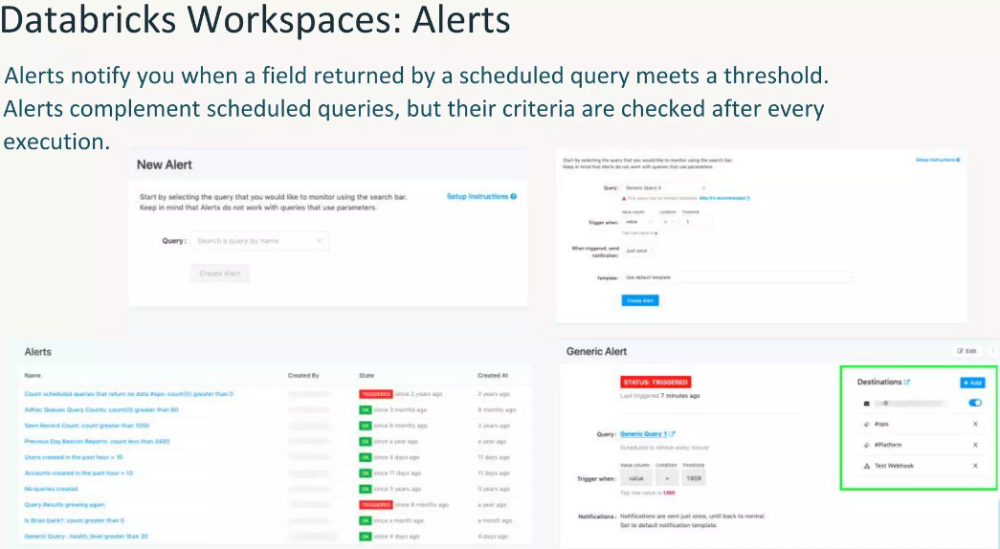 Databricks Workspaces: Alerts
Alerts notify you when a field returned by a scheduled query meets a threshold.
Alerts complement scheduled queries, but their criteria are checked after every
execution.
New Alert
Start by selecting the query that you would like to monitor using the search bar.
Keep in mind that Alerts do not work with queries that use parameters.
Setup Instructions
Query:
Search a query by name
Create Alert
Start by selecting the query that you would like to monitor using the search bar.
Keep in mind that Alerts do not work with queries that use parameters.
Setup Instructions
Query: Generic Query 4
This query has no refresh schedule. Why it's recommended
Value column Condition Threshold
Trigger when: value 1
Top row value is
When triggered, send
notification: Just once
Template: Use default template
Create Alert
Alerts
Name Created By State Created At
Count scheduled queries that return no data #ops: count(0) greater than 0 TRIGGERED since 2 years ago 3 years ago
Adhoc Queues Query Counts: count(0) greater than 60 OK since 3 months ago 8 months ago
Seen Record Count: count greater than 1000 OK since 8 months ago 3 years ago
Previous Day Beacon Reports: count less than 3400 OK since a year ago a year ago
Users created in the past hour > 10 OK since 4 days ago 11 days ago
Accounts created in the past hour > 10 OK since 11 days ago 11 days ago
No queries created OK since 3 years ago 3 years ago
Query Results growing again TRIGGERED since 8 months ago a year ago
Is Brian back?: count greater than 0 OK since a month ago a month ago
Generic Query : health_level greater than 30 OK since 4 days ago 4 days ago
Generic Alert
Edit
STATUS: TRIGGERED
Last triggered 7 minutes ago
Query: Generic Query 1
Scheduled to refresh every minute
Value column Condition Threshold
Trigger when: value = 1608
Top row value is
Notifications: Notifications are sent just once, until back to normal.
Set to default notification template.
Destinations
+ Add
@
#ops
#Platform
Test Webhook